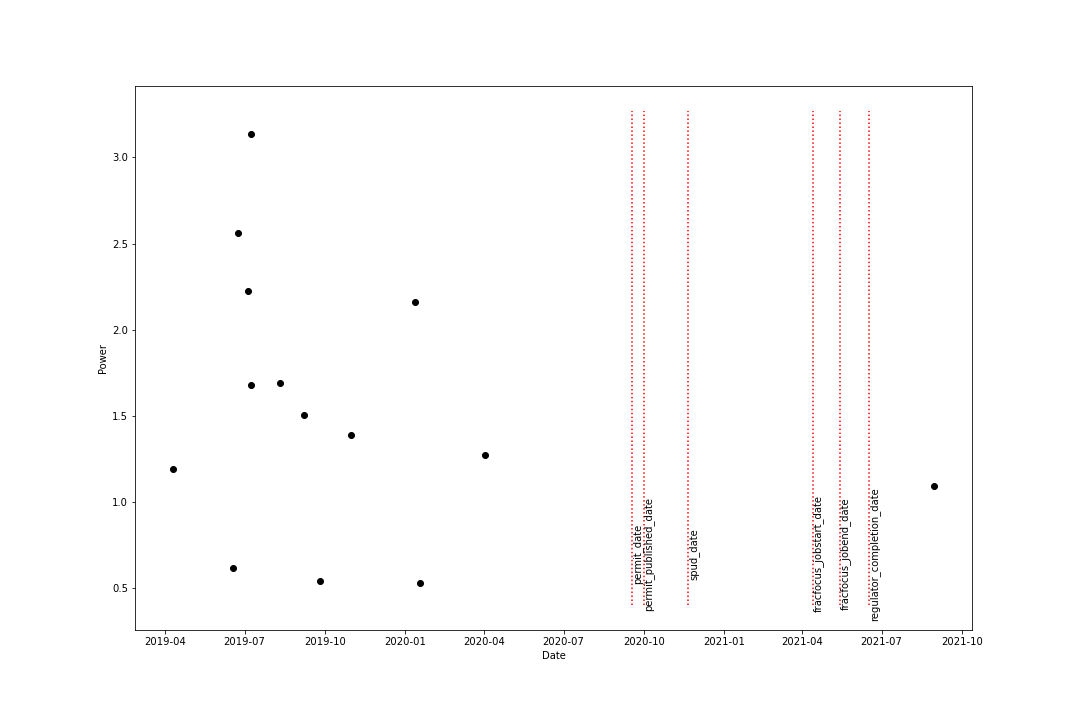 3.0
2.5
2.0
1.5
1.0
0.5
Power
permit_date
permit_published_date
spud_date
fracfocus_jobstart_date
fracfocus_jobend_date
regulator_completion_date
2019-04
2019-07
2019-10
2020-01
2020-04
2020-07
2020-10
2021-01
2021-04
2021-07
2021-10
Date